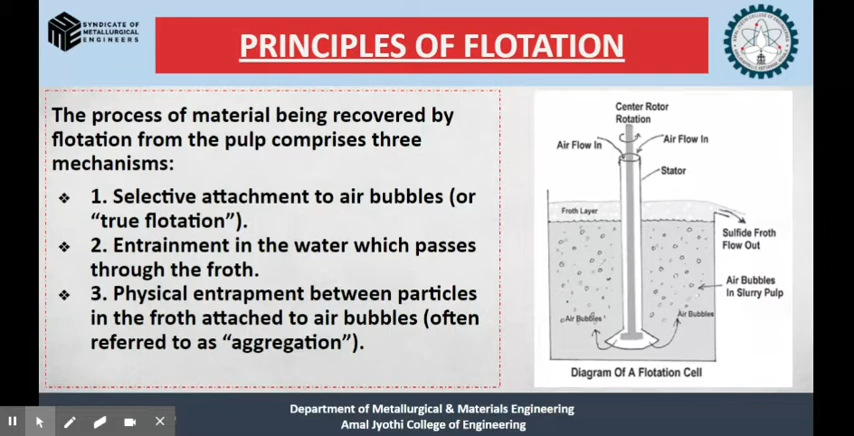 SYNDICATE OF
METALLURGICAL
ENGINEERS
PRINCIPLES OF FLOTATION
The process of material being recovered by
flotation from the pulp comprises three
mechanisms:
❖ 1. Selective attachment to air bubbles (or
“true flotation”).
❖ 2. Entrainment in the water which passes
through the froth.
❖ 3. Physical entrapment between particles
in the froth attached to air bubbles (often
referred to as “aggregation”).
Center Rotor
Rotation
Air Flow In
Air Flow In
Stator
Froth Layer
Sulfide Froth
Flow Out
Air Bubbles
In Slurry Pulp
Air Bubbles
Air Bubbles
Diagram Of A Flotation Cell
Department of Metallurgical & Materials Engineering
Amal Jyothi College of Engineering